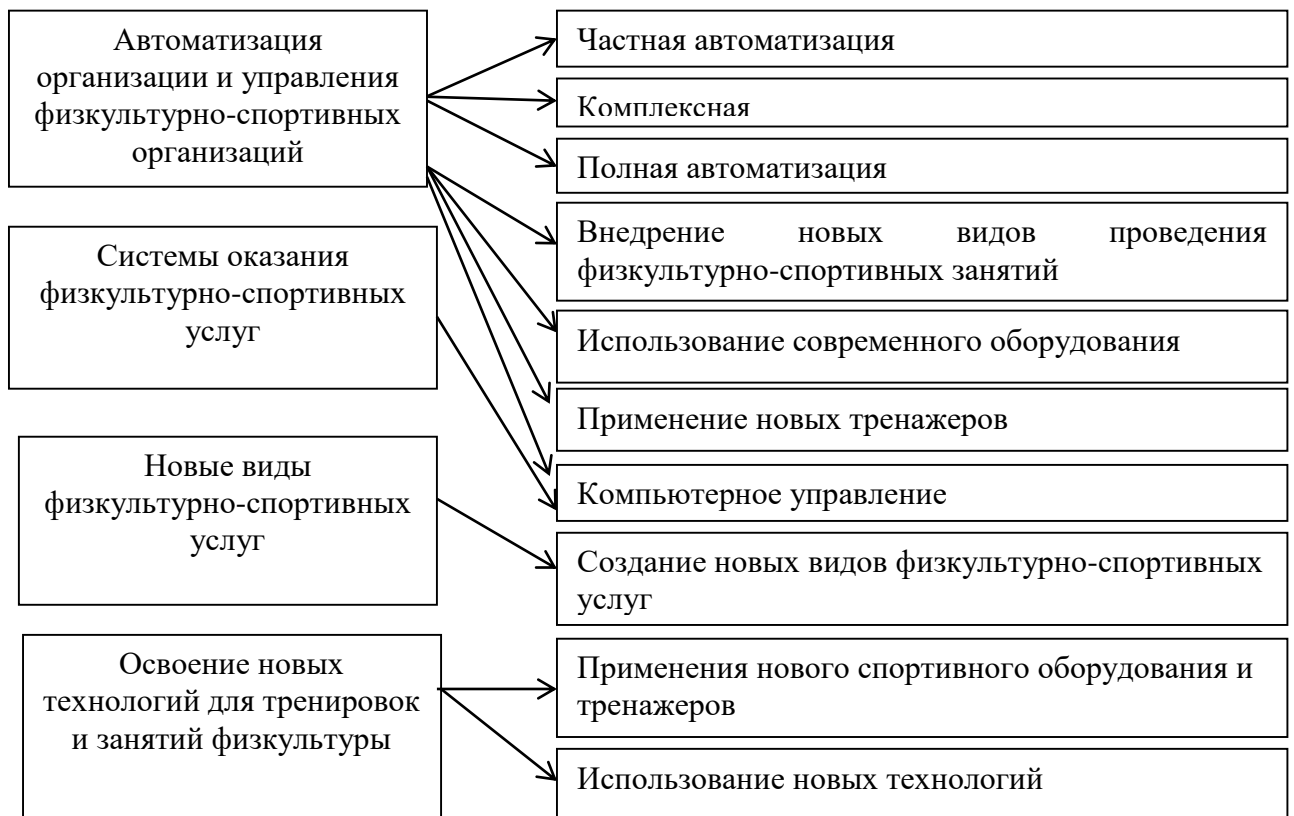 Автоматизация
организации и управления
физкультурно-спортивных
организаций
Частная автоматизация
Комплексная
Полная автоматизация
Внедрение новых видов проведения
физкультурно-спортивных занятий
Системы оказания
физкультурно-спортивных
услуг
Использование современного оборудования
Применение новых тренажеров
Компьютерное управление
Новые виды
физкультурно-спортивных
услуг
Создание новых видов физкультурно-спортивных
услуг
Освоение новых
технологий для тренировок
и занятий физкультуры
Применения нового спортивного оборудования и
тренажеров
Использование новых технологий